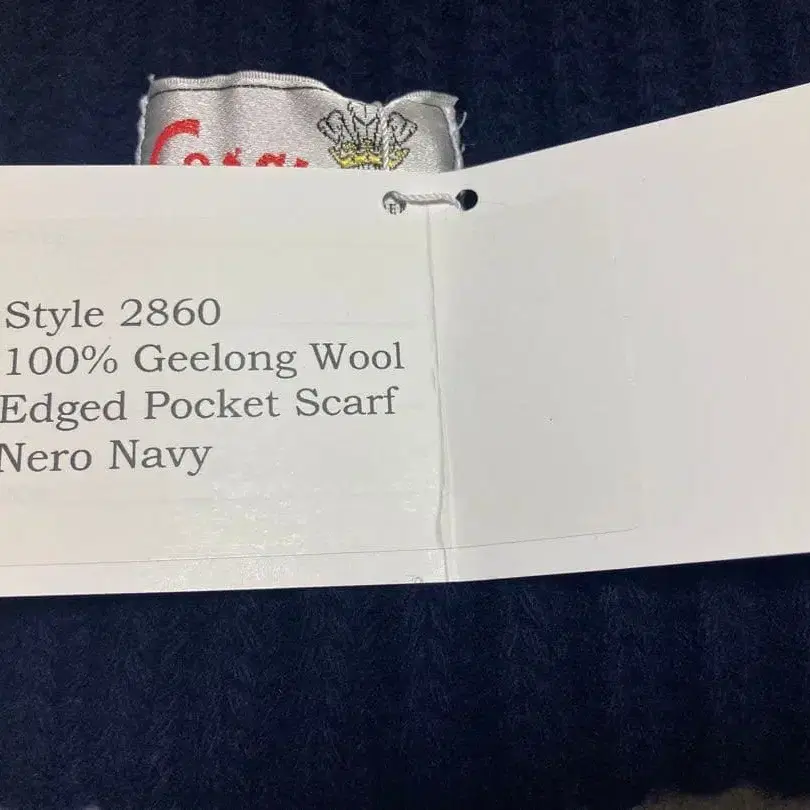 Style 2860
100% Geelong Wool
Edged Pocket Scarf
Nero Navy